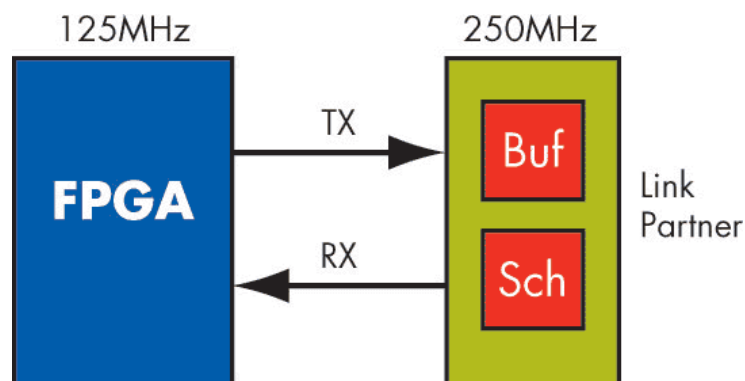 125MHz
250MHz
TX
Buf
FPGA
Link
Partner
RX
Sch